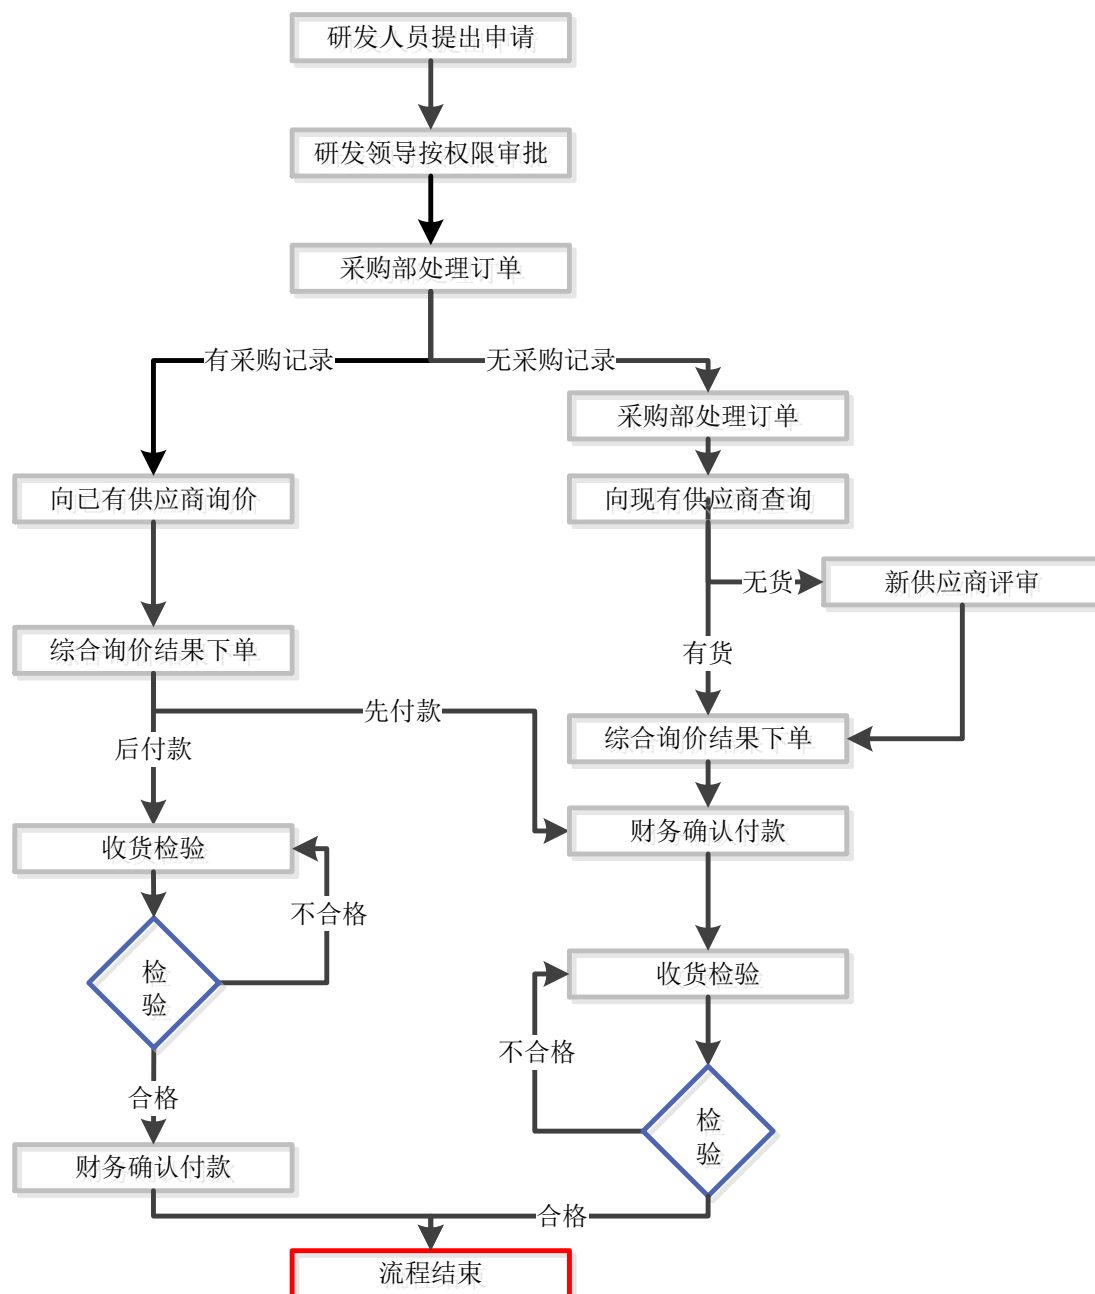 研发人员提出申请
研发领导按权限审批
采购部处理订单
有采购记录
无采购记录
采购部处理订单
向已有供应商询价
向现有供应商查询
无货
新供应商评审
综合询价结果下单
有货
先付款
后付款
综合询价结果下单
财务确认付款
收货检验
不合格
检
验
收货检验
不合格
合格
检
验
财务确认付款
合格
流程结束